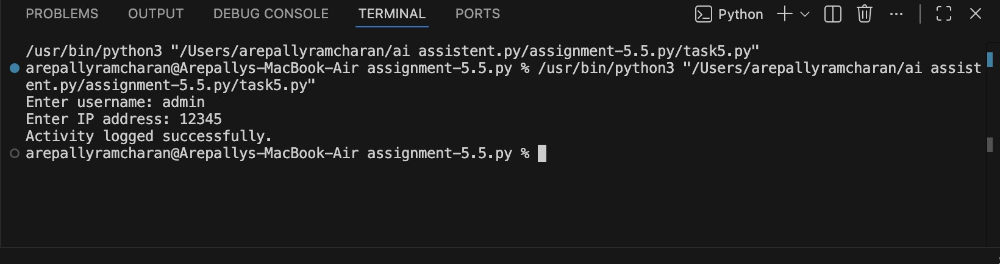 PROBLEMS OUTPUT DEBUG CONSOLE TERMINAL PORTS Python
/usr/bin/python3 "/Users/arepallyramcharan/ai assistent.py/assignment-5.5.py/task5.py"
arepallyramcharan@Arepallys-MacBook-Air assignment-5.5.py % /usr/bin/python3 "/Users/arepallyramcharan/ai assist
ent.py/assignment-5.5.py/task5.py"
Enter username: admin
Enter IP address: 12345
Activity logged successfully.
arepallyramcharan@Arepallys-MacBook-Air assignment-5.5.py %